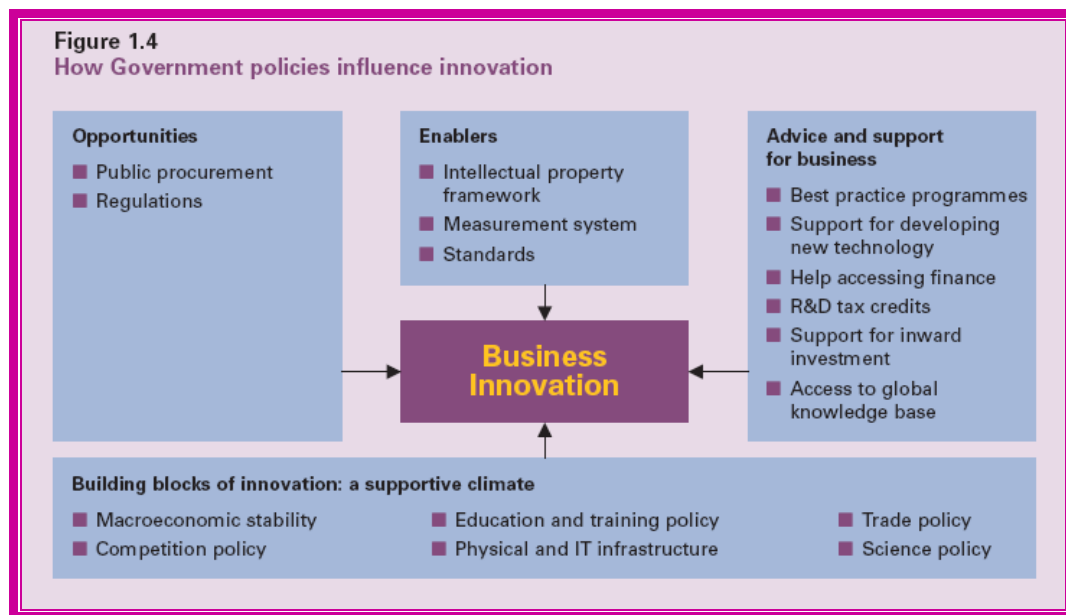 Figure 1.4
How Government policies influence innovation
Opportunities
Public procurement
Regulations
Enablers
Intellectual property
framework
Measurement system
Standards
Advice and support
for business
Best practice programmes
Support for developing
new technology
Help accessing finance
R&D tax credits
Support for inward
investment
Access to global
knowledge base
Business
Innovation
Building blocks of innovation: a supportive climate
Macroeconomic stability
Competition policy
Education and training policy
Physical and IT infrastructure
Trade policy
Science policy